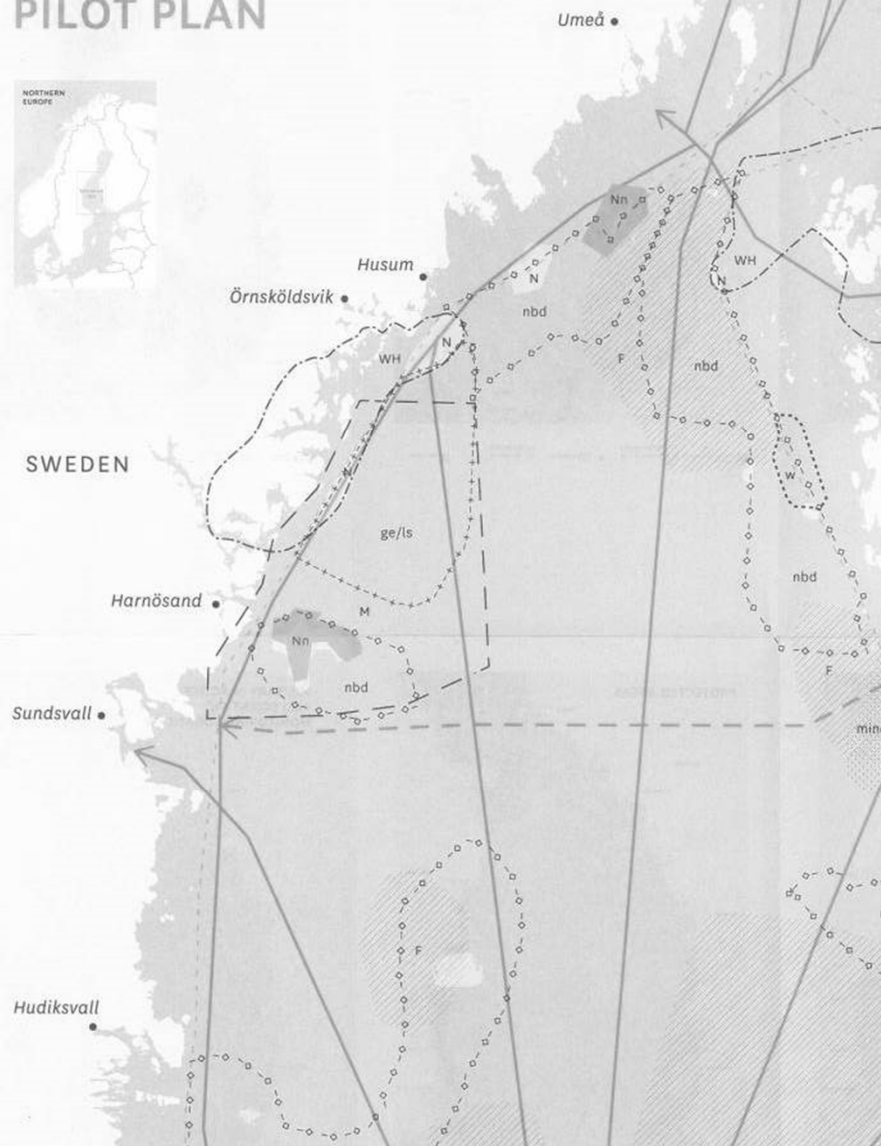 PILOT PLAN
Umeå
NORTHERN
EUROPE
Nn
Husum
WH
N
N
Örnsköldsvik
nbd
N
WH
F
nbd
SWEDEN
w
ge/ls
nbd
Harnösand
M
Nn
F
nbd
Sundsvall
F
Hudiksvall